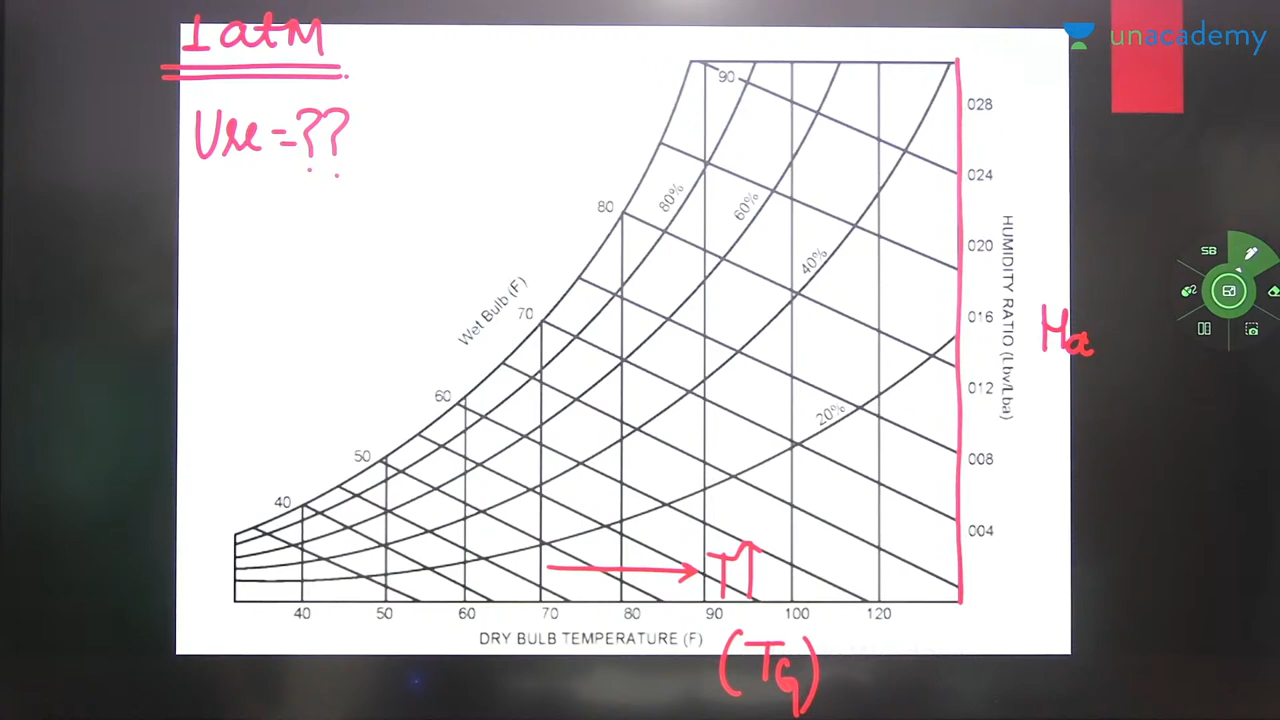 1 atm
Use = ??
unacademy
90
028
024
80%
60%
80
020
40%
Wet Bulb (F)
70
016
HUMIDITY RATIO (Lbv/Lba)
60
012
20%
50
008
40
004
40 50 60 70 80 90 100 120
DRY BULB TEMPERATURE (F)
T↑
(TG)
SB